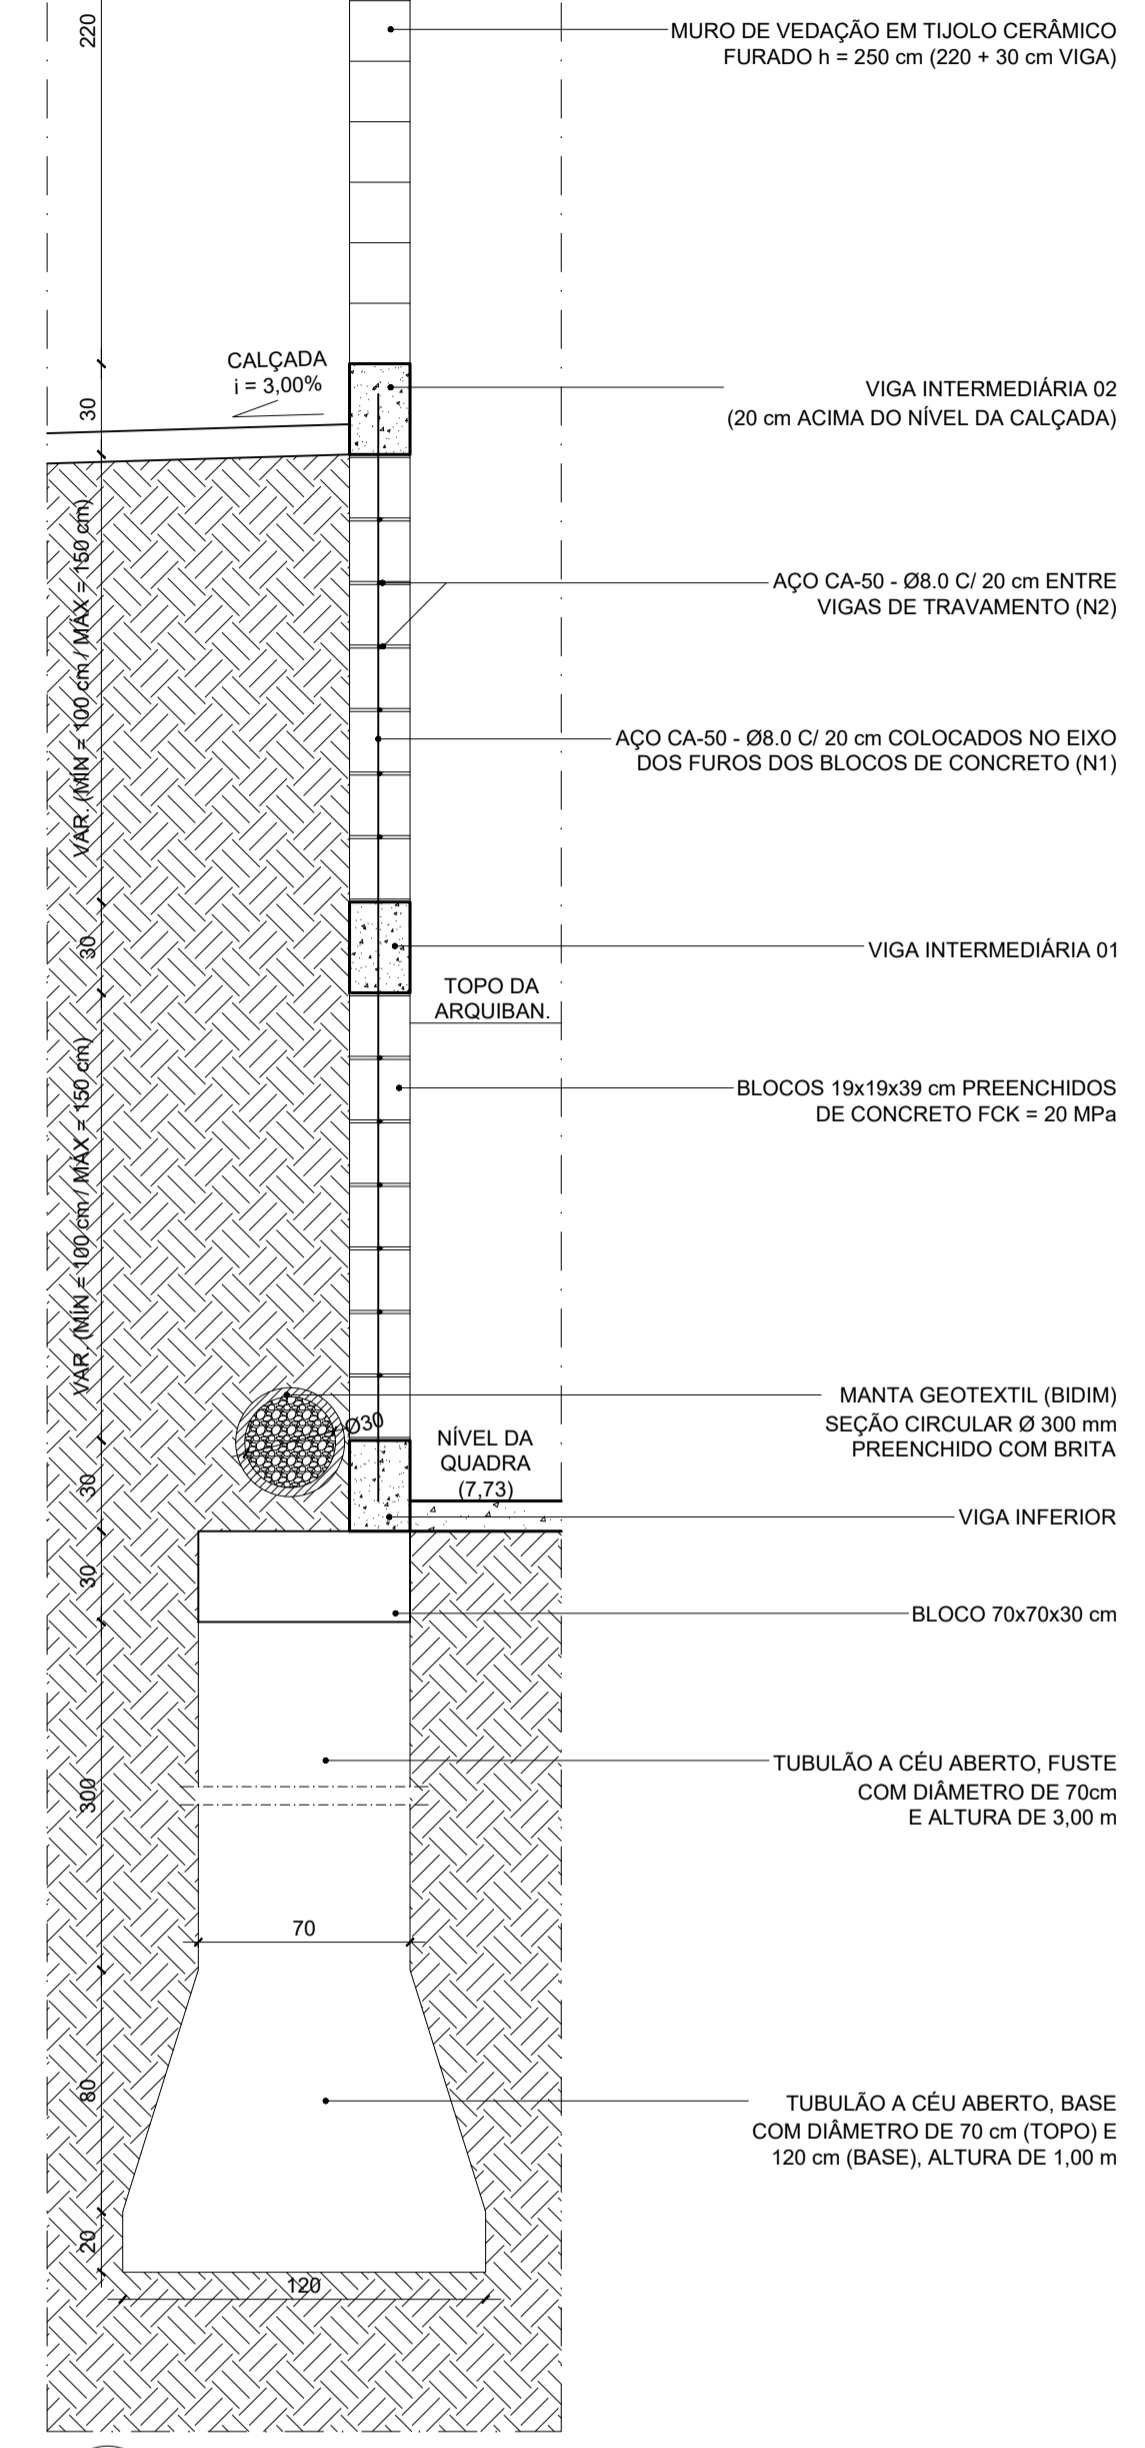 220
MURO DE VEDAÇÃO EM TIJOLO CERÂMICO
FURADO h = 250 cm (220 + 30 cm VIGA)
CALÇADA
i = 3,00%
30
VIGA INTERMEDIÁRIA 02
(20 cm ACIMA DO NÍVEL DA CALÇADA)
VAR. (MÍN = 100 cm / MÁX = 150 cm)
AÇO CA-50 - Ø8.0 C/ 20 cm ENTRE
VIGAS DE TRAVAMENTO (N2)
AÇO CA-50 - Ø8.0 C/ 20 cm COLOCADOS NO EIXO
DOS FUROS DOS BLOCOS DE CONCRETO (N1)
30
VIGA INTERMEDIÁRIA 01
TOPO DA
ARQUIBAN.
VAR. (MÍN = 100 cm / MÁX = 150 cm)
BLOCOS 19x19x39 cm PREENCHIDOS
DE CONCRETO FCK = 20 MPa
MANTA GEOTEXTIL (BIDIM)
SEÇÃO CIRCULAR Ø 300 mm
PREENCHIDO COM BRITA
Ø30
NÍVEL DA
QUADRA
(7,73)
30
VIGA INFERIOR
30
BLOCO 70x70x30 cm
300
TUBULÃO A CÉU ABERTO, FUSTE
COM DIÂMETRO DE 70cm
E ALTURA DE 3,00 m
70
80
TUBULÃO A CÉU ABERTO, BASE
COM DIÂMETRO DE 70 cm (TOPO) E
120 cm (BASE), ALTURA DE 1,00 m
20
120